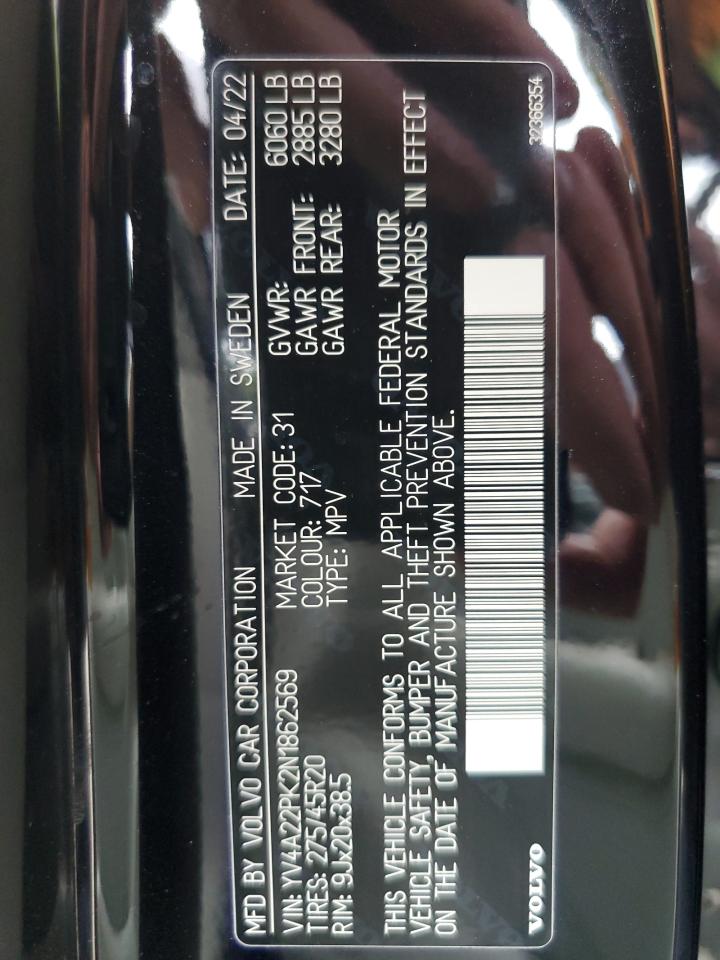 MFD BY VOLVO CAR CORPORATION MADE IN SWEDEN DATE: 04/22
VIN: YV4A22PK2N1862569 MARKET CODE: 31 GVWR: 6060 LB
TIRES: 275/45R20 COLOUR: 717 GAWR FRONT: 2885 LB
RIM: 9Jx20x38.5 TYPE: MPV GAWR REAR: 3280 LB
THIS VEHICLE CONFORMS TO ALL APPLICABLE FEDERAL MOTOR
VEHICLE SAFETY, BUMPER AND THEFT PREVENTION STANDARDS IN EFFECT
ON THE DATE OF MANUFACTURE SHOWN ABOVE.
VOLVO 32366354